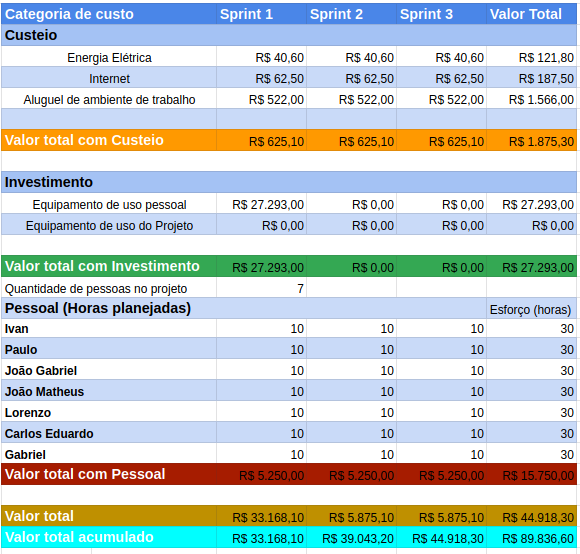 Categoria de custo Sprint 1 Sprint 2 Sprint 3 Valor Total
Custeio
Energia Elétrica R$ 40,60 R$ 40,60 R$ 40,60 R$ 121,80
Internet R$ 62,50 R$ 62,50 R$ 62,50 R$ 187,50
Aluguel de ambiente de trabalho R$ 522,00 R$ 522,00 R$ 522,00 R$ 1.566,00
Valor total com Custeio R$ 625,10 R$ 625,10 R$ 625,10 R$ 1.875,30
Investimento
Equipamento de uso pessoal R$ 27.293,00 R$ 0,00 R$ 0,00 R$ 27.293,00
Equipamento de uso do Projeto R$ 0,00 R$ 0,00 R$ 0,00 R$ 0,00
Valor total com Investimento R$ 27.293,00 R$ 0,00 R$ 0,00 R$ 27.293,00
Quantidade de pessoas no projeto 7
Pessoal (Horas planejadas) Esforço (horas)
Ivan 10 10 10 30
Paulo 10 10 10 30
João Gabriel 10 10 10 30
João Matheus 10 10 10 30
Lorenzo 10 10 10 30
Carlos Eduardo 10 10 10 30
Gabriel 10 10 10 30
Valor total com Pessoal R$ 5.250,00 R$ 5.250,00 R$ 5.250,00 R$ 15.750,00
Valor total R$ 33.168,10 R$ 5.875,10 R$ 5.875,10 R$ 44.918,30
Valor total acumulado R$ 33.168,10 R$ 39.043,20 R$ 44.918,30 R$ 89.836,60